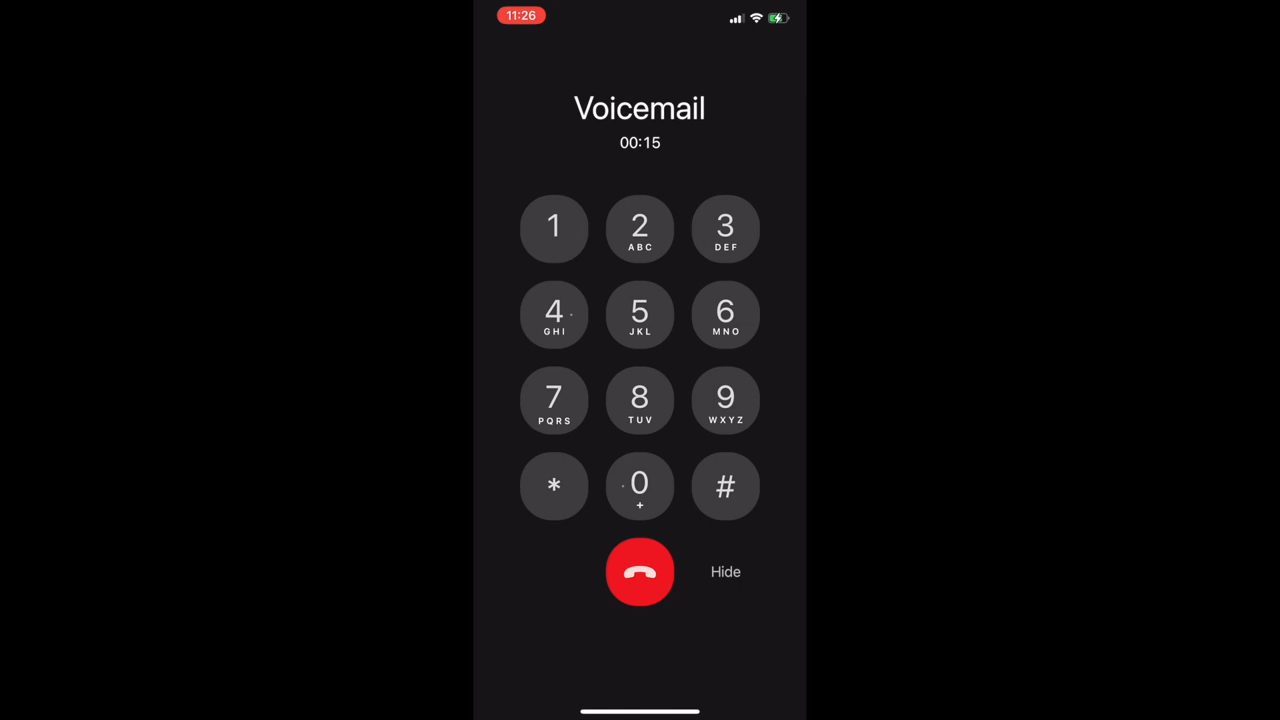 11:26
Voicemail
00:15
1 2 3
ABC DEF
4 5 6
GHI JKL MNO
7 8 9
PQRS TUV WXYZ
* 0 #
+
Hide